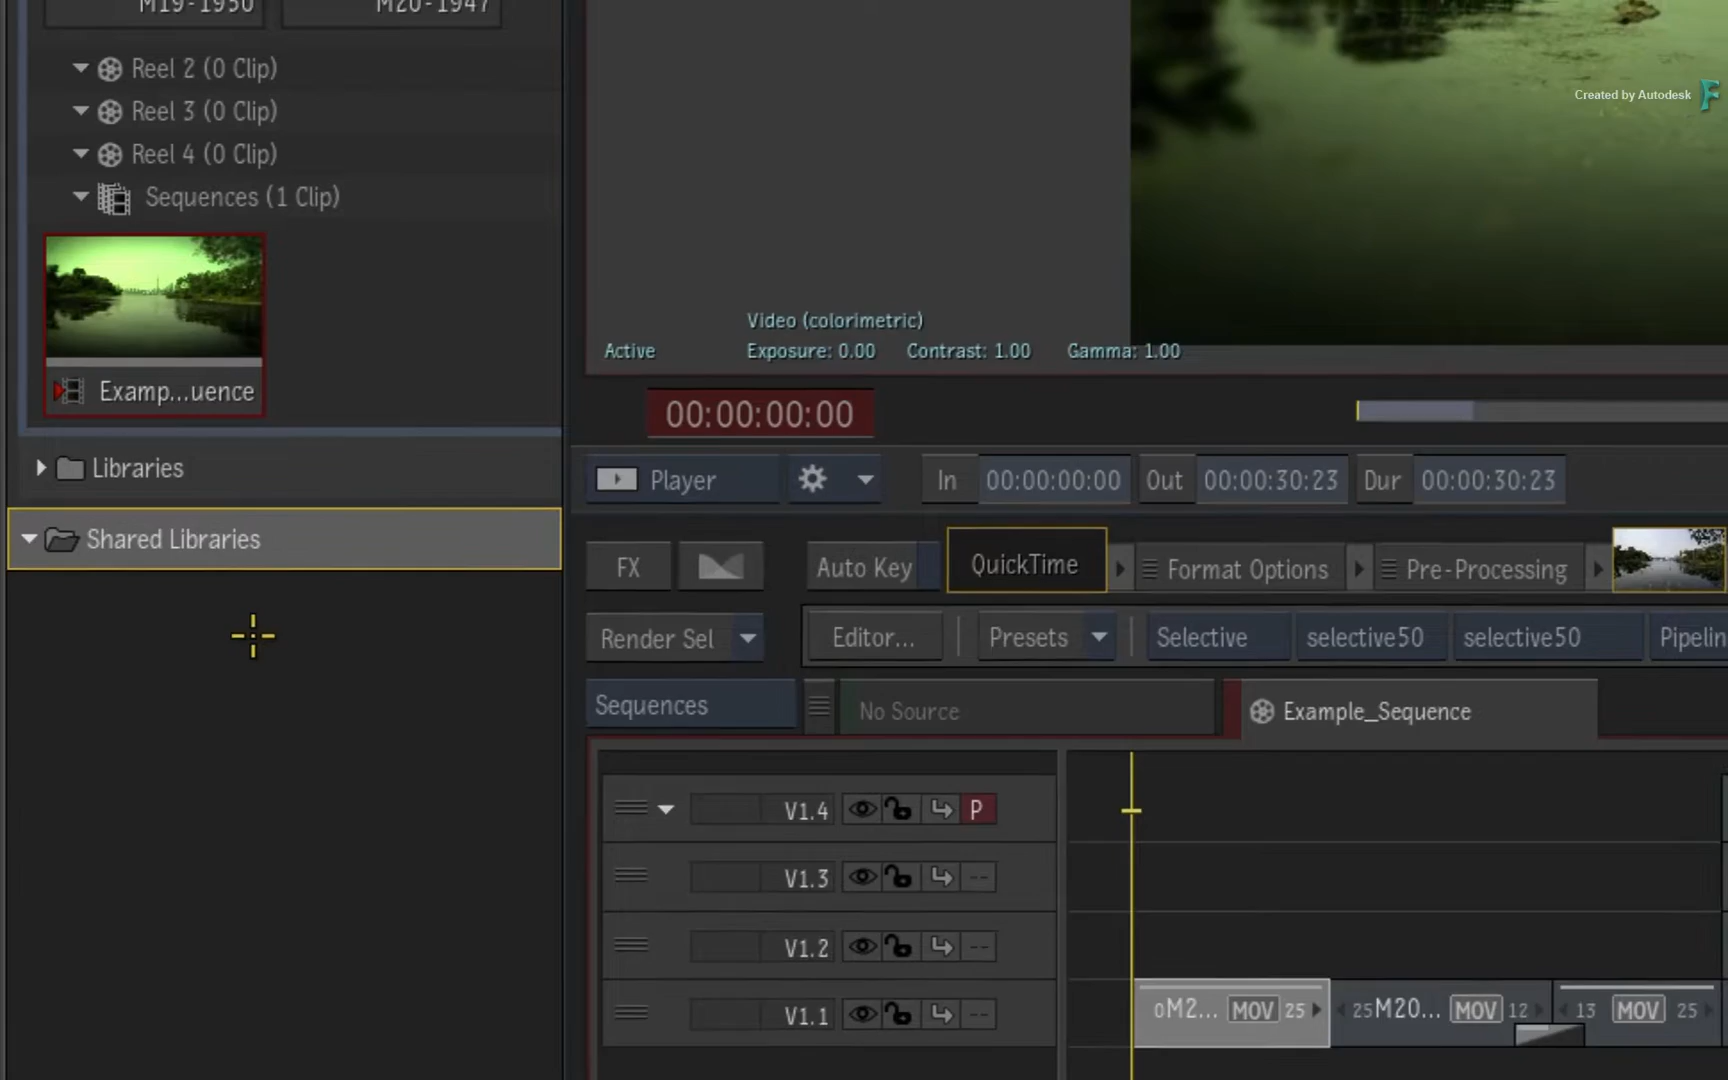 M19-1950
M20-1947
Reel 2 (0 Clip)
Reel 3 (0 Clip)
Reel 4 (0 Clip)
Sequences (1 Clip)
Examp...uence
Libraries
Shared Libraries
Created by Autodesk
Video (colorimetric)
Active Exposure: 0.00 Contrast: 1.00 Gamma: 1.00
00:00:00:00
Player In 00:00:00:00 Out 00:00:30:23 Dur 00:00:30:23
FX Auto Key QuickTime Format Options Pre-Processing
Render Sel Editor... Presets Selective selective50 selective50 Pipelin
Sequences No Source Example_Sequence
V1.4 P
V1.3 --
V1.2 --
V1.1 --
0M2... MOV 25 25M20... MOV 12 13 MOV 25